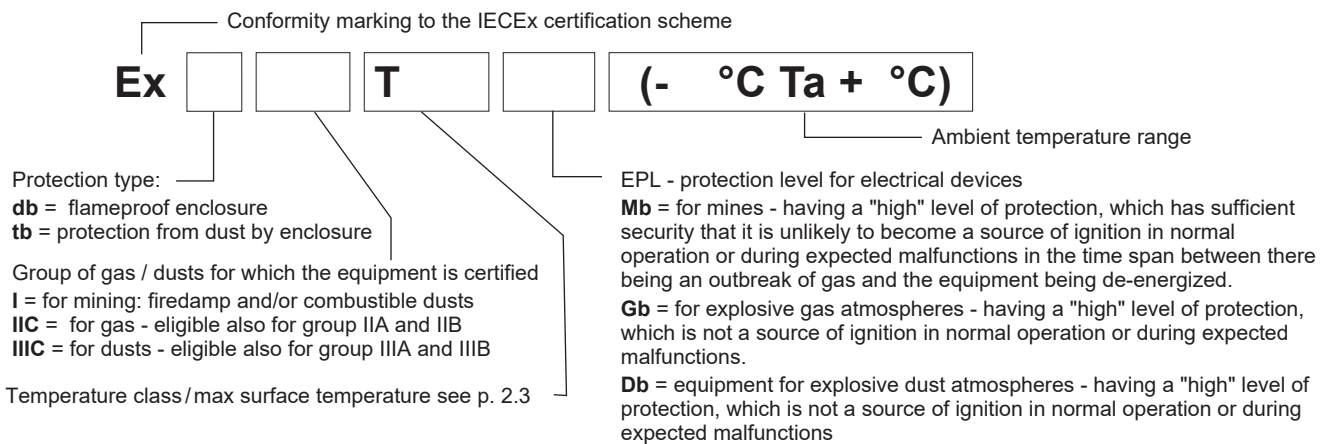 Conformity marking to the IECEx certification scheme
Ex T (- °C Ta + °C)
Ambient temperature range
Protection type:
db = flameproof enclosure
tb = protection from dust by enclosure
Group of gas / dusts for which the equipment is certified
I = for mining: firedamp and/or combustible dusts
IIC = for gas - eligible also for group IIA and IIB
IIIC = for dusts - eligible also for group IIIA and IIIB
Temperature class/max surface temperature see p. 2.3
EPL - protection level for electrical devices
Mb = for mines - having a "high" level of protection, which has sufficient
security that it is unlikely to become a source of ignition in normal
operation or during expected malfunctions in the time span between there
being an outbreak of gas and the equipment being de-energized.
Gb = for explosive gas atmospheres - having a "high" level of protection,
which is not a source of ignition in normal operation or during expected
malfunctions.
Db = equipment for explosive dust atmospheres - having a "high" level of
protection, which is not a source of ignition in normal operation or during
expected malfunctions